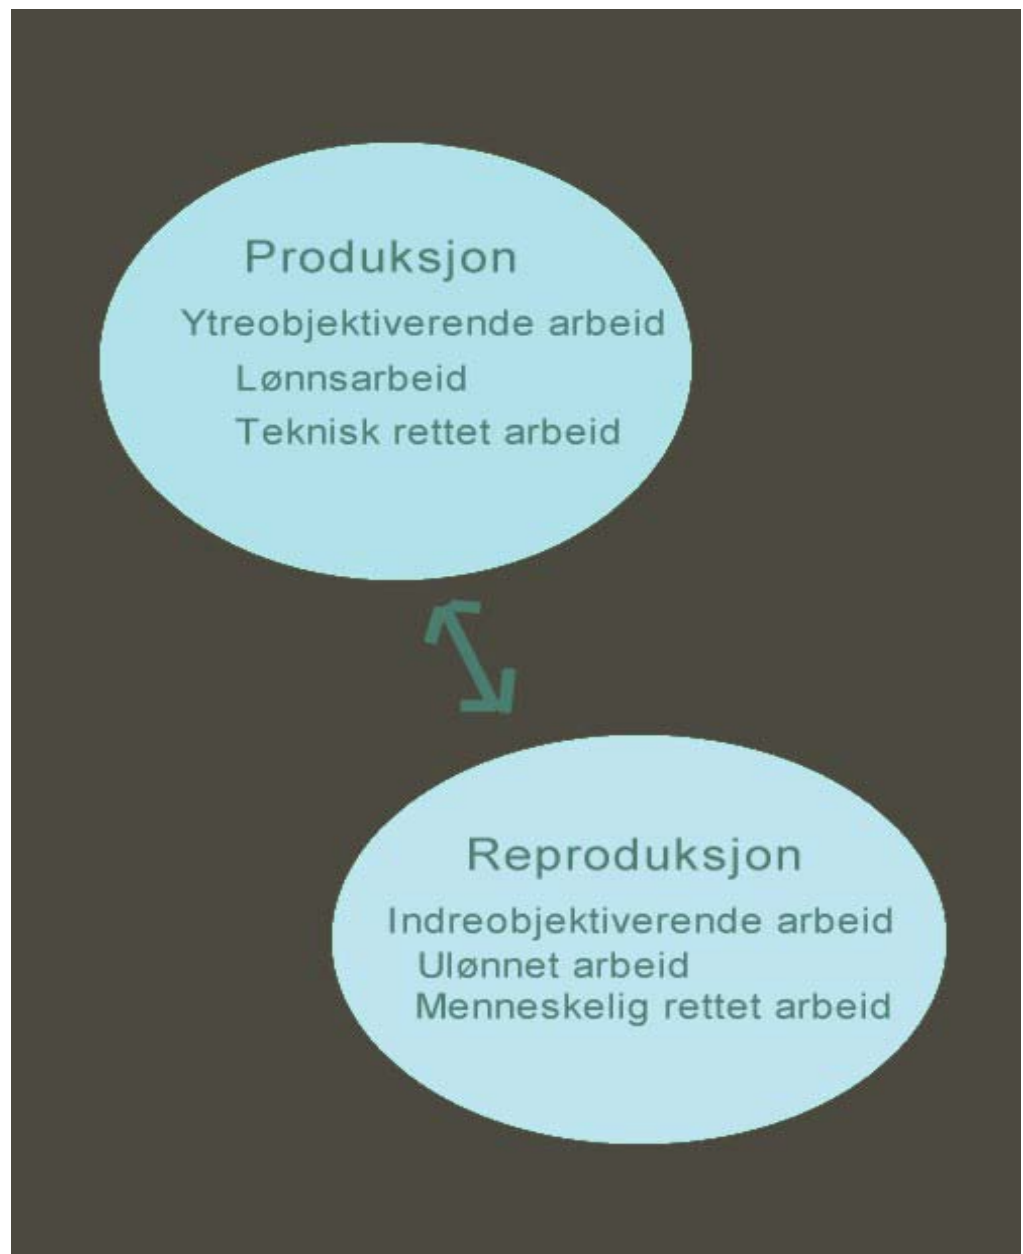 Produksjon
Ytreobjektiverende arbeid
Lønnsarbeid
Teknisk rettet arbeid
Reproduksjon
Indreobjektiverende arbeid
Ulønnet arbeid
Menneskelig rettet arbeid